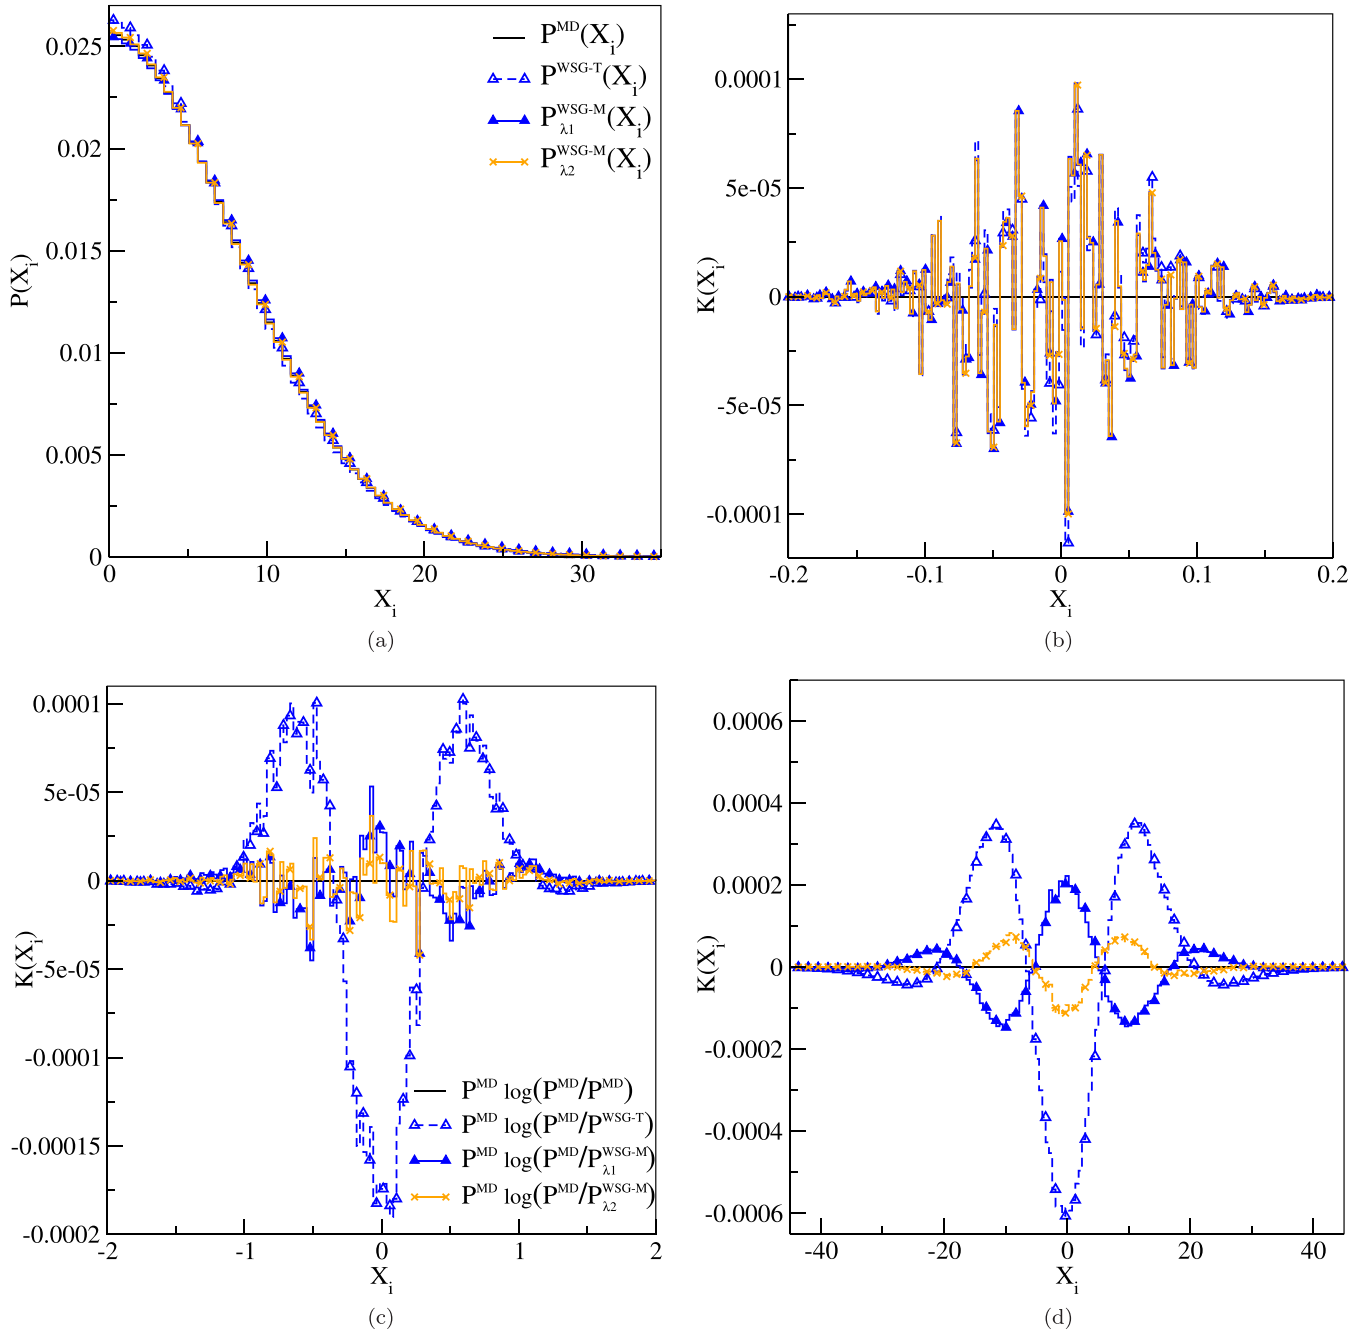 0.025
0.02
0.015
0.01
0.005
0
P(X_i)
0 10 20 30
X_i
P^MD(X_i)
P^WSG-T(X_i)
P_λ1^WSG-M(X_i)
P_λ2^WSG-M(X_i)
(a)
0.0001
5e-05
0
-5e-05
-0.0001
K(X_i)
-0.2 -0.1 0 0.1 0.2
X_i
(b)
0.0001
5e-05
0
-5e-05
-0.0001
-0.00015
-0.0002
K(X_i)
-2 -1 0 1 2
X_i
P^MD log(P^MD/P^MD)
P^MD log(P^MD/P^WSG-T)
P^MD log(P^MD/P_λ1^WSG-M)
P^MD log(P^MD/P_λ2^WSG-M)
(c)
0.0006
0.0004
0.0002
0
-0.0002
-0.0004
-0.0006
K(X_i)
-40 -20 0 20 40
X_i
(d)